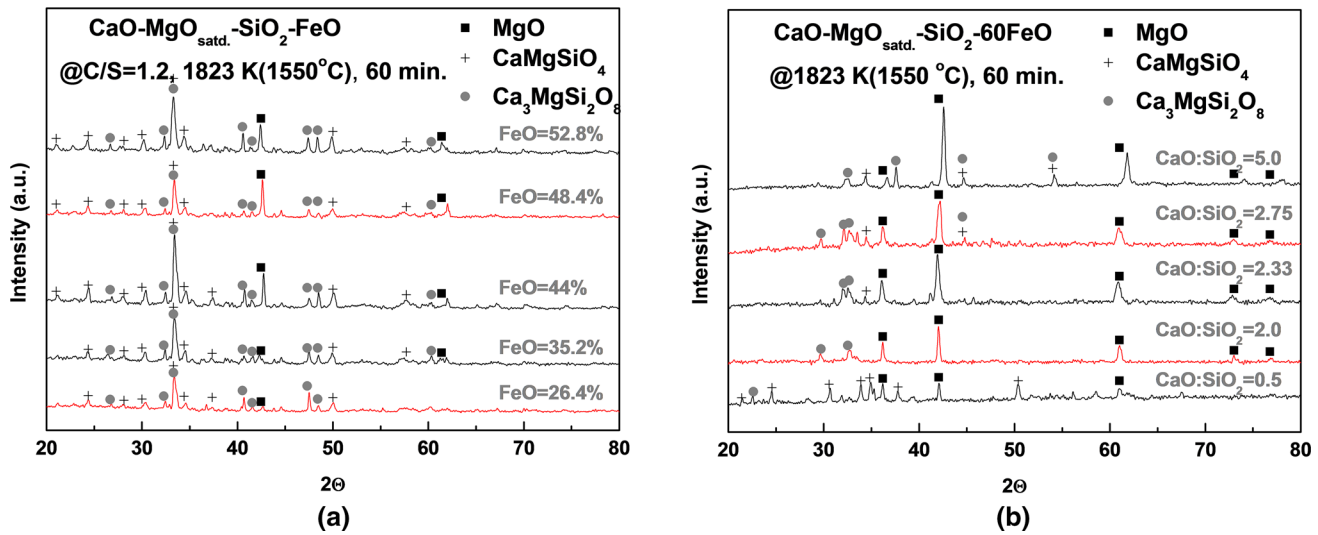 CaO-MgOsatd.-SiO2-FeO
@C/S=1.2, 1823 K(1550°C), 60 min.
MgO
CaMgSiO4
Ca3MgSi2O8
FeO=52.8%
FeO=48.4%
FeO=44%
FeO=35.2%
FeO=26.4%
Intensity (a.u.)
20 30 40 50 60 70 80
2Θ
(a)
CaO-MgOsatd.-SiO2-60FeO
@1823 K(1550 °C), 60 min.
MgO
CaMgSiO4
Ca3MgSi2O8
CaO:SiO2=5.0
CaO:SiO2=2.75
CaO:SiO2=2.33
CaO:SiO2=2.0
CaO:SiO2=0.5
Intensity (a.u.)
20 30 40 50 60 70 80
2Θ
(b)